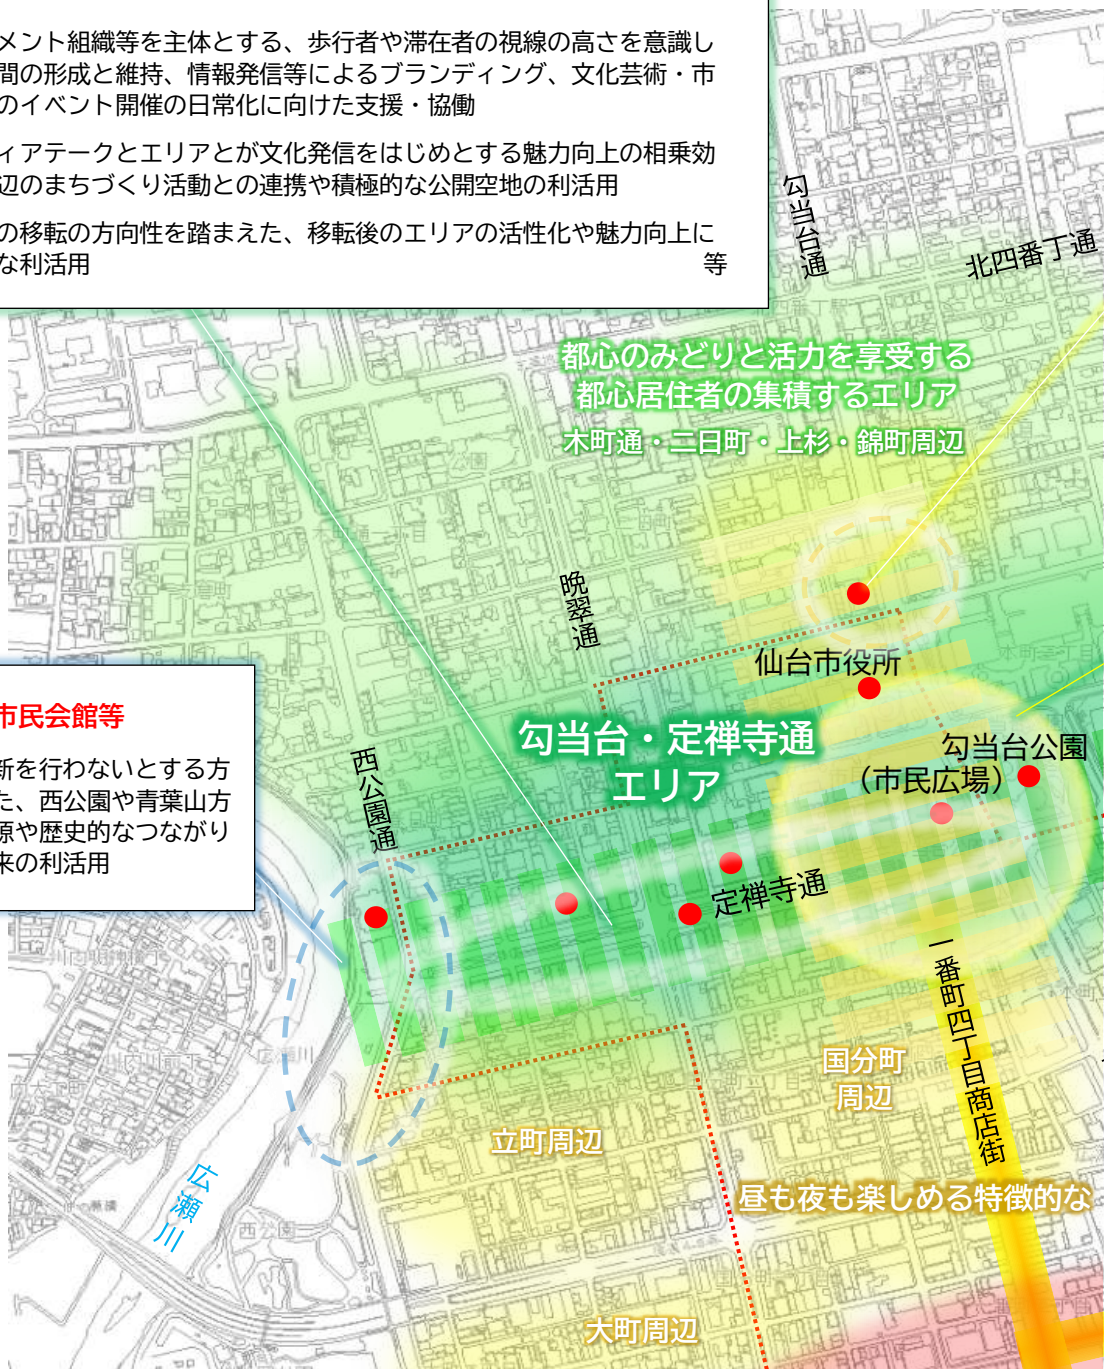 メント組織等を主体とする、歩行者や滞在者の視線の高さを意識し
間の形成と維持、情報発信等によるブランディング、文化芸術・市
のイベント開催の日常化に向けた支援・協働
ィアテークとエリアとが文化発信をはじめとする魅力向上の相乗効
辺のまちづくり活動との連携や積極的な公開空地の利活用
の移転の方向性を踏まえた、移転後のエリアの活性化や魅力向上に
な利活用 等
勾当台通
北四番丁通
都心のみどりと活力を享受する
都心居住者の集積するエリア
木町通・二日町・上杉・錦町周辺
晩翠通
仙台市役所
市民会館等
新を行わないとする方
た、西公園や青葉山方
源や歴史的なつながり
来の利活用
西公園通
勾当台・定禅寺通
エリア
勾当台公園
（市民広場）
定禅寺通
一番町四丁目商店街
国分町
周辺
広瀬川
立町周辺
広瀬川
西公園
昼も夜も楽しめる特徴的な
大町周辺